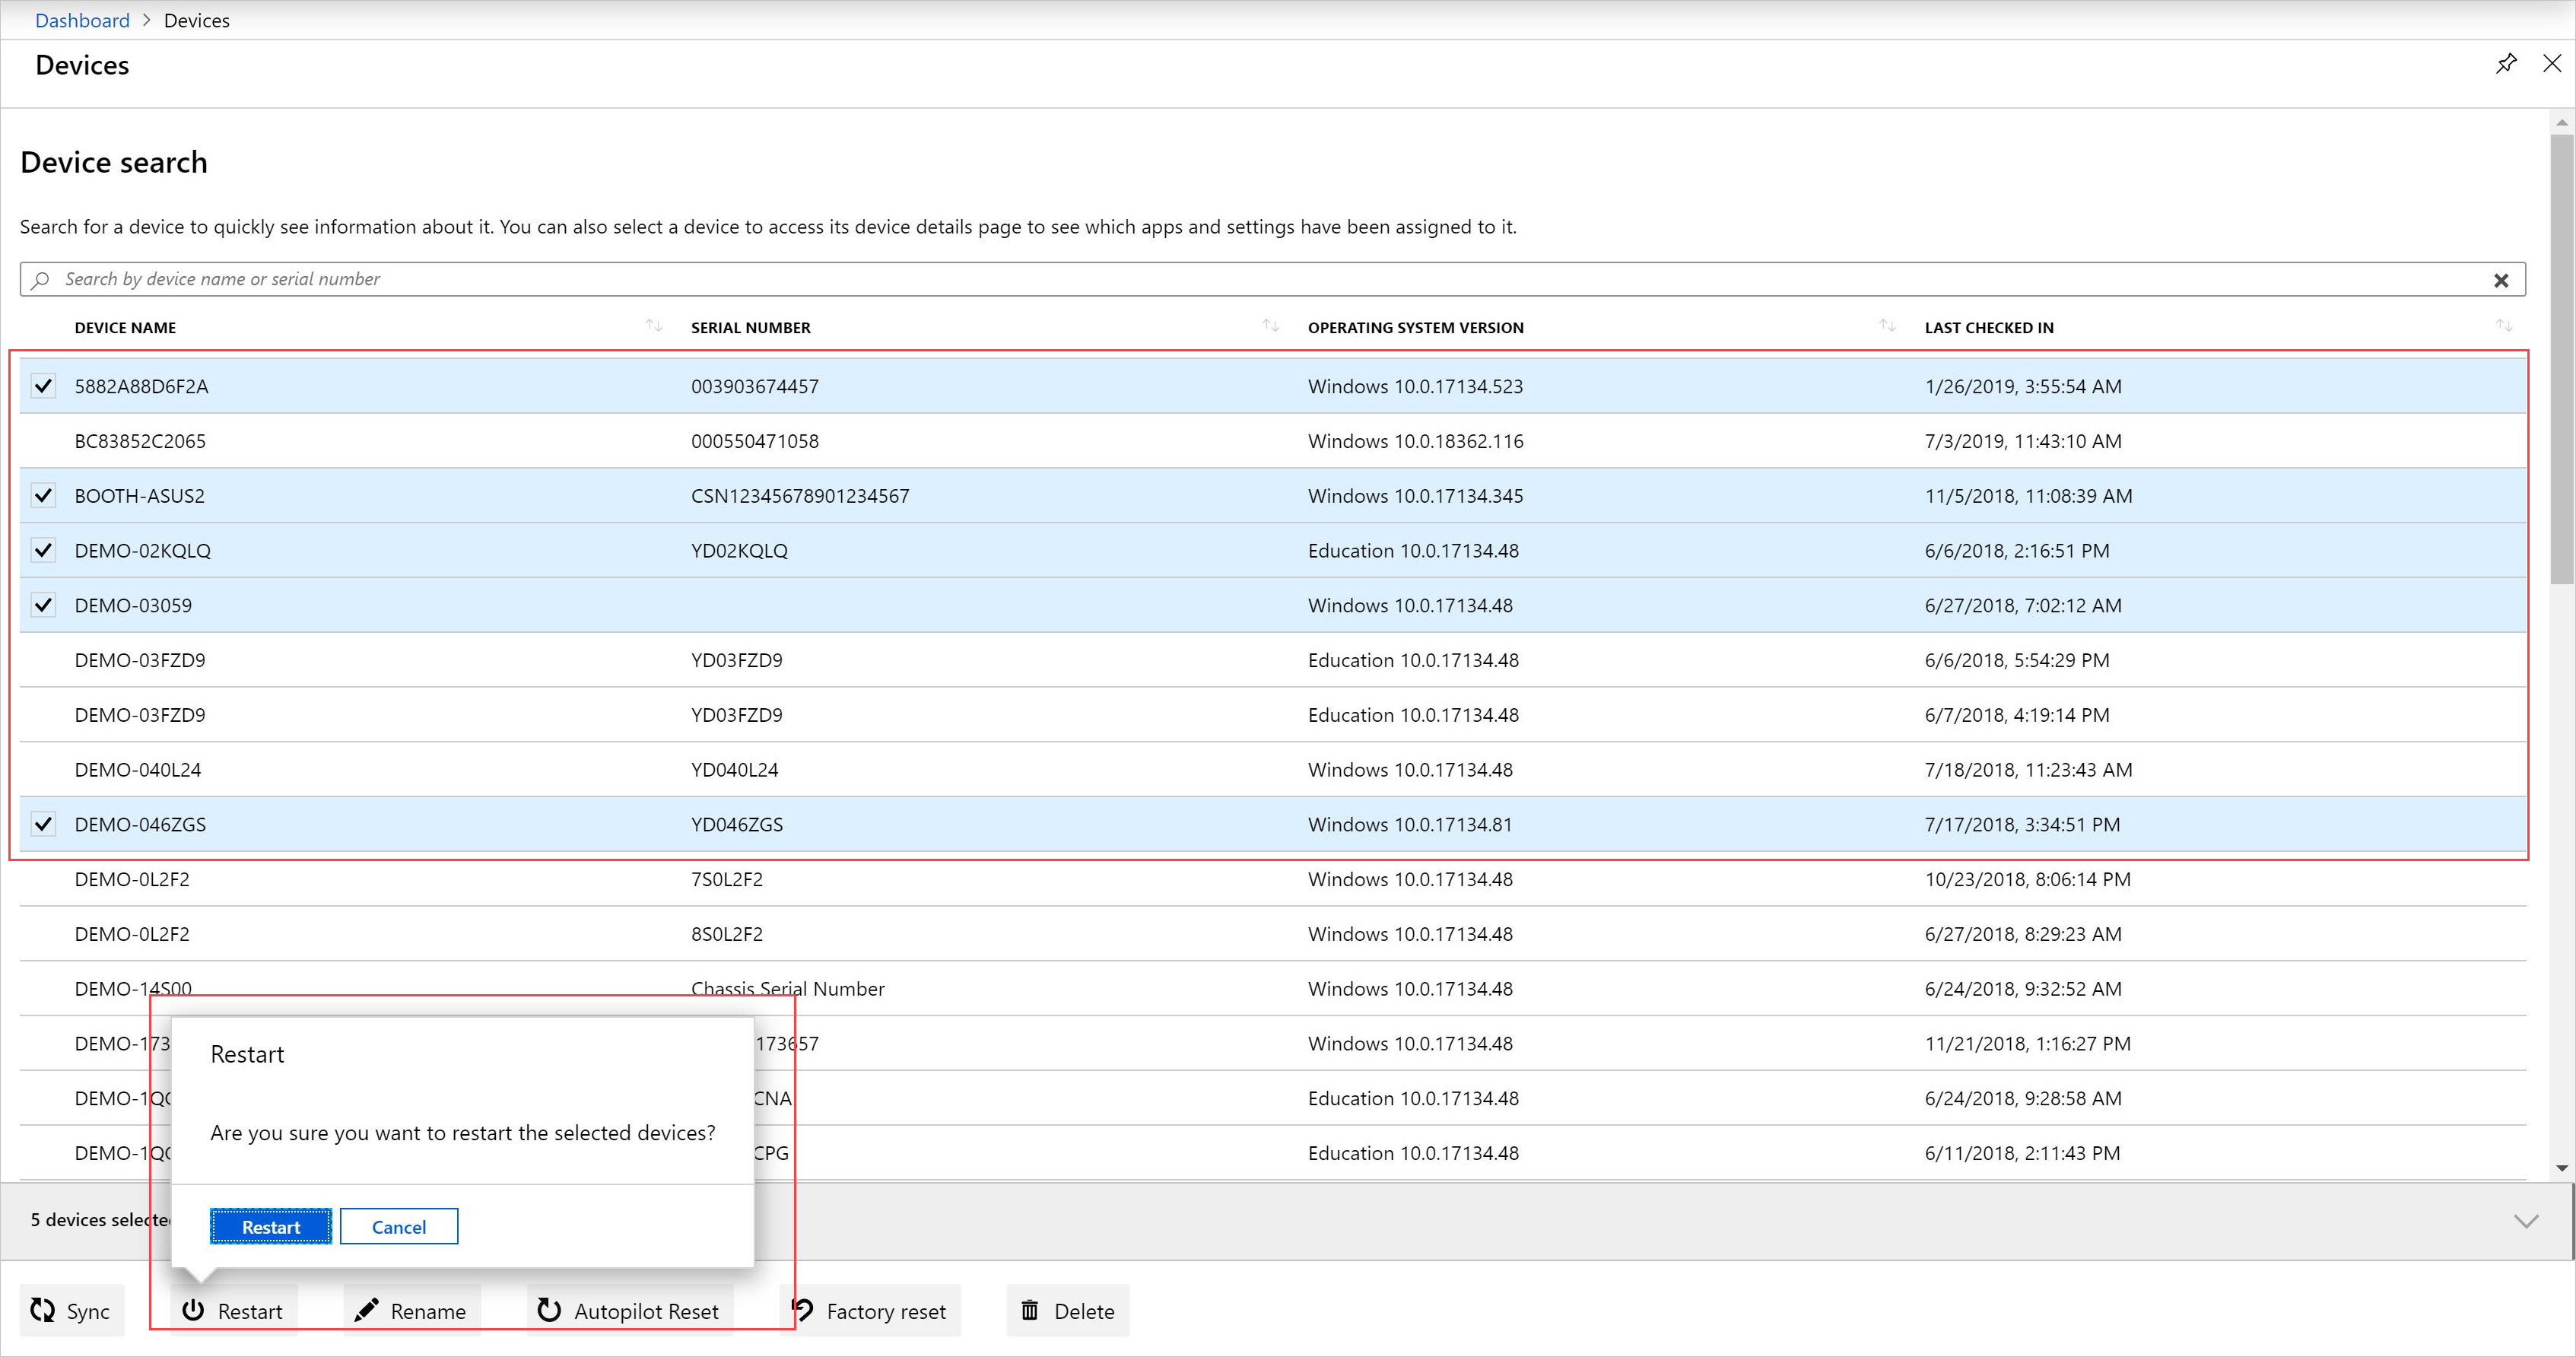 Dashboard > Devices
Devices
Device search
Search for a device to quickly see information about it. You can also select a device to access its device details page to see which apps and settings have been assigned to it.
Search by device name or serial number
DEVICE NAME SERIAL NUMBER OPERATING SYSTEM VERSION LAST CHECKED IN
5882A88D6F2A 003903674457 Windows 10.0.17134.523 1/26/2019, 3:55:54 AM
BC83852C2065 000550471058 Windows 10.0.18362.116 7/3/2019, 11:43:10 AM
BOOTH-ASUS2 CSN12345678901234567 Windows 10.0.17134.345 11/5/2018, 11:08:39 AM
DEMO-02KQLQ YD02KQLQ Education 10.0.17134.48 6/6/2018, 2:16:51 PM
DEMO-03059 Windows 10.0.17134.48 6/27/2018, 7:02:12 AM
DEMO-03FZD9 YD03FZD9 Education 10.0.17134.48 6/6/2018, 5:54:29 PM
DEMO-03FZD9 YD03FZD9 Education 10.0.17134.48 6/7/2018, 4:19:14 PM
DEMO-040L24 YD040L24 Windows 10.0.17134.48 7/18/2018, 11:23:43 AM
DEMO-046ZGS YD046ZGS Windows 10.0.17134.81 7/17/2018, 3:34:51 PM
DEMO-0L2F2 7S0L2F2 Windows 10.0.17134.48 10/23/2018, 8:06:14 PM
DEMO-0L2F2 8S0L2F2 Windows 10.0.17134.48 6/27/2018, 8:29:23 AM
DEMO-14S00 Chassis Serial Number Windows 10.0.17134.48 6/24/2018, 9:32:52 AM
DEMO-173 173657 Windows 10.0.17134.48 11/21/2018, 1:16:27 PM
DEMO-1Q CNA Education 10.0.17134.48 6/24/2018, 9:28:58 AM
DEMO-1Q CPG Education 10.0.17134.48 6/11/2018, 2:11:43 PM
Restart
Are you sure you want to restart the selected devices?
Restart Cancel
5 devices selecte
Sync Restart Rename Autopilot Reset Factory reset Delete